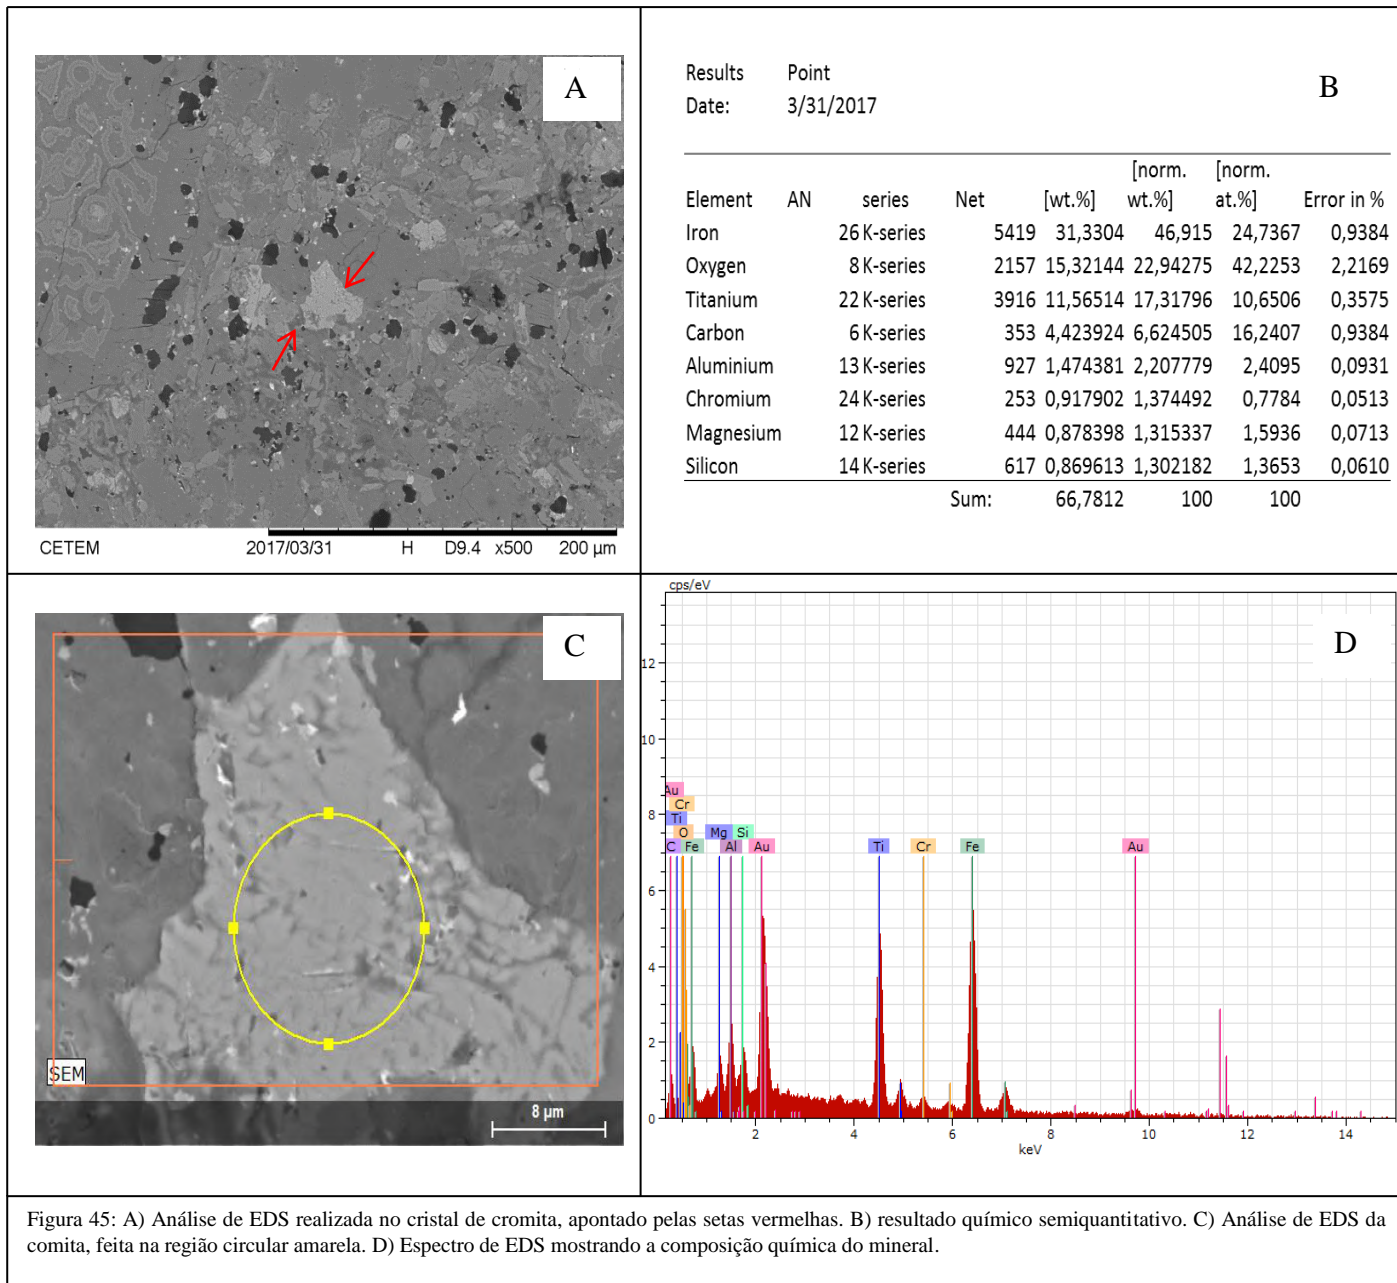 A
CETEM 2017/03/31 H D9.4 x500 200 µm
Results Point
B
Date: 3/31/2017
[norm. [norm.
Element AN series Net [wt.%] wt.%] at.%] Error in %
Iron 26 K-series 5419 31,3304 46,915 24,7367 0,9384
Oxygen 8 K-series 2157 15,32144 22,94275 42,2253 2,2169
Titanium 22 K-series 3916 11,56514 17,31796 10,6506 0,3575
Carbon 6 K-series 353 4,423924 6,624505 16,2407 0,9384
Aluminium 13 K-series 927 1,474381 2,207779 2,4095 0,0931
Chromium 24 K-series 253 0,917902 1,374492 0,7784 0,0513
Magnesium 12 K-series 444 0,878398 1,315337 1,5936 0,0713
Silicon 14 K-series 617 0,869613 1,302182 1,3653 0,0610
Sum: 66,7812 100 100
C
SEM
8 µm
cps/eV
D
12
10
Au
Cr
8
Ti
O Mg Si
C Fe Al Au Ti Cr Fe Au
6
4
2
0
2 4 6 8 10 12 14
keV
Figura 45: A) Análise de EDS realizada no cristal de cromita, apontado pelas setas vermelhas. B) resultado químico semiquantitativo. C) Análise de EDS da
comita, feita na região circular amarela. D) Espectro de EDS mostrando a composição química do mineral.